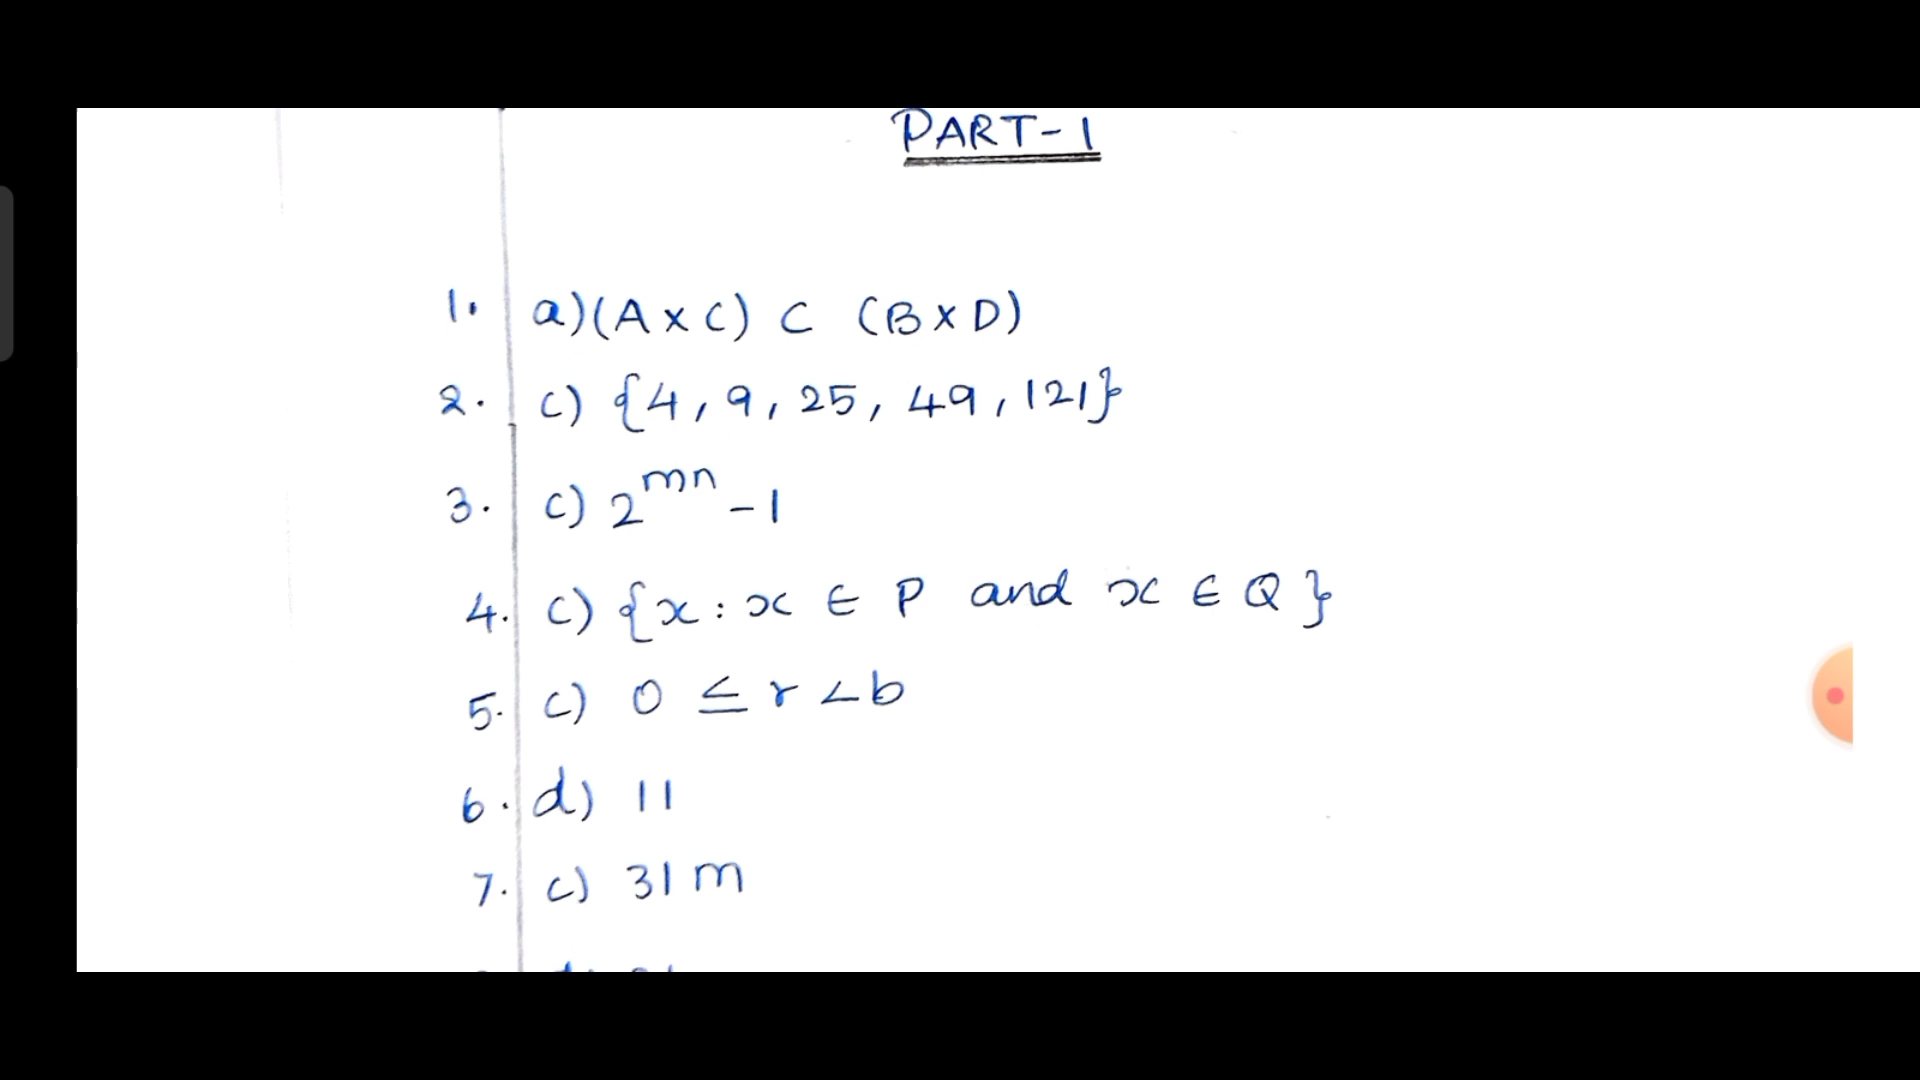 PART-1
1. a) (A x C) ⊂ (B x D)
2. c) {4, 9, 25, 49, 121}
3. c) 2^mn - 1
4. c) {x : x ∈ P and x ∈ Q}
5. c) 0 ≤ r < b
6. d) 11
7. c) 31 m